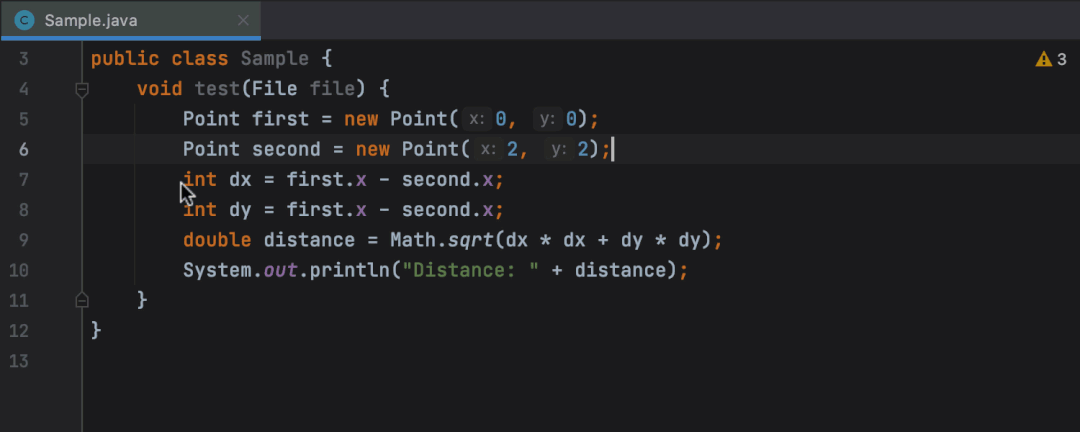 C Sample.java
3 public class Sample { 3
4 void test(File file) {
5 Point first = new Point( x: 0, y: 0);
6 Point second = new Point( x: 2, y: 2);
7 int dx = first.x - second.x;
8 int dy = first.x - second.x;
9 double distance = Math.sqrt(dx * dx + dy * dy);
10 System.out.println("Distance: " + distance);
11 }
12 }
13